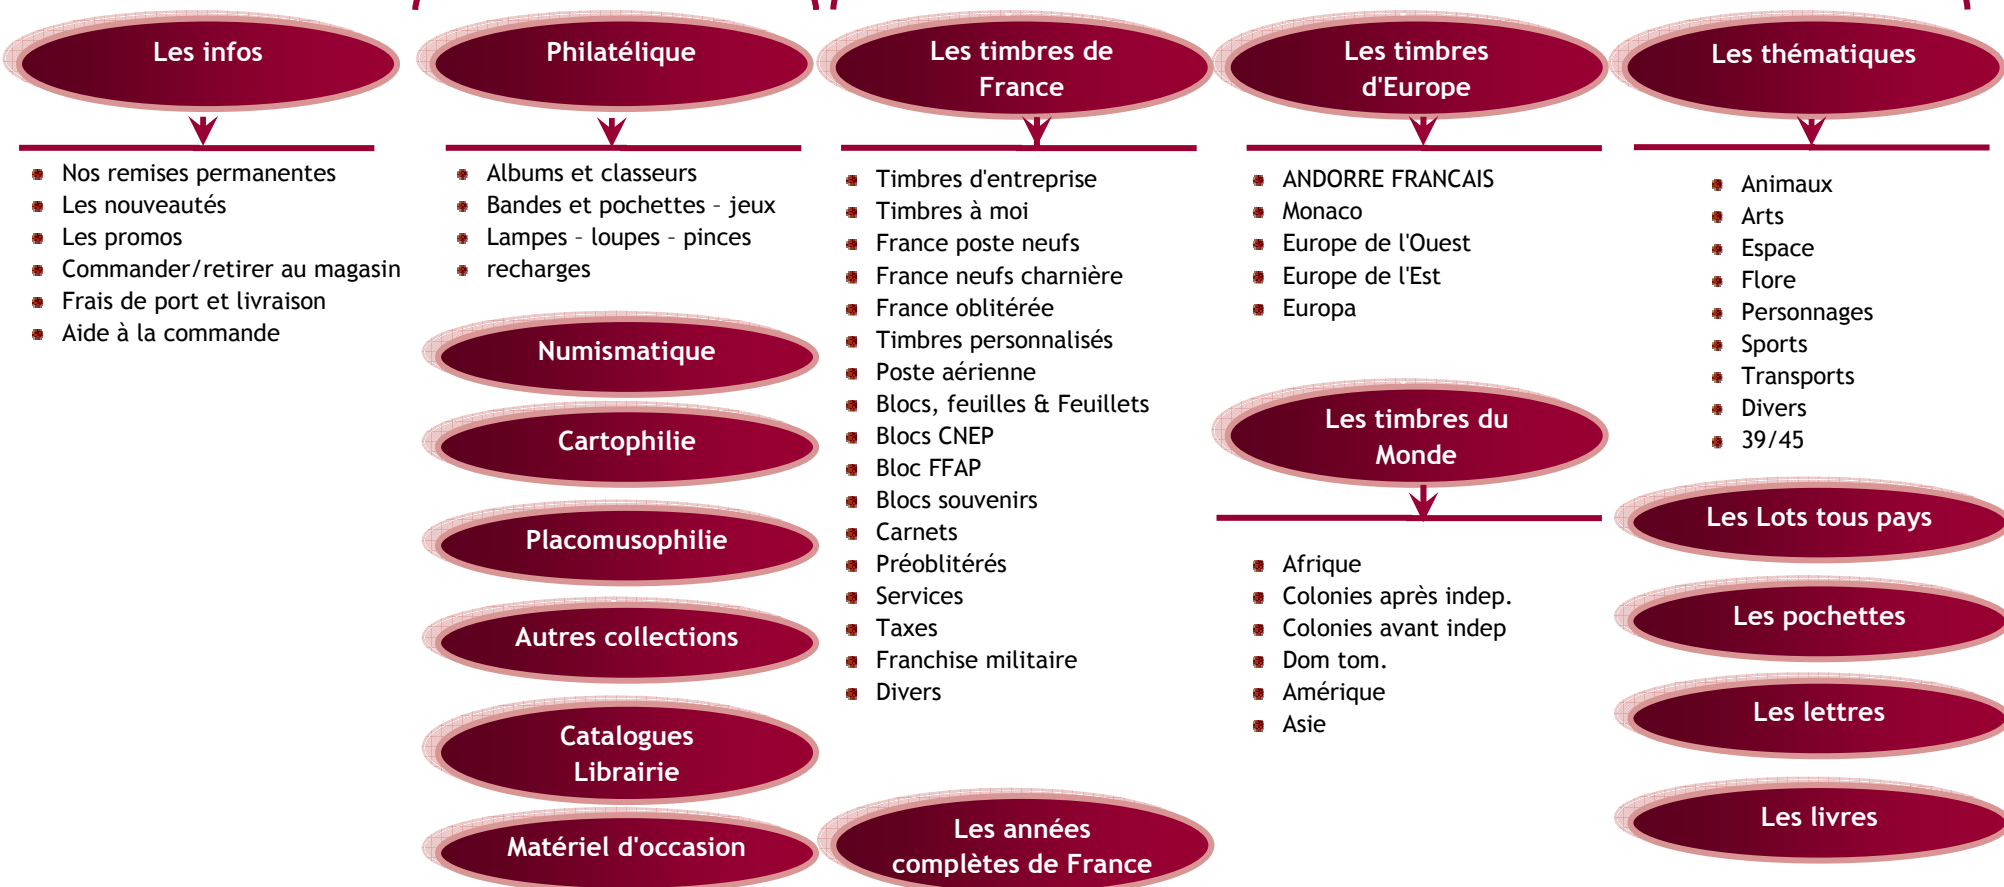 Les infos
Nos remises permanentes
Les nouveautés
Les promos
Commander/retirer au magasin
Frais de port et livraison
Aide à la commande
Philatélique
Albums et classeurs
Bandes et pochettes – jeux
Lampes – loupes – pinces
recharges
Numismatique
Cartophilie
Placomusophilie
Autres collections
Catalogues
Librairie
Matériel d'occasion
Les timbres de
France
Timbres d'entreprise
Timbres à moi
France poste neufs
France neufs charnière
France oblitérée
Timbres personnalisés
Poste aérienne
Blocs, feuilles & Feuillets
Blocs CNEP
Bloc FFAP
Blocs souvenirs
Carnets
Préoblitérés
Services
Taxes
Franchise militaire
Divers
Les années
complètes de France
Les timbres
d'Europe
ANDORRE FRANCAIS
Monaco
Europe de l'Ouest
Europe de l'Est
Europa
Les timbres du
Monde
Afrique
Colonies après indep.
Colonies avant indep
Dom tom.
Amérique
Asie
Les thématiques
Animaux
Arts
Espace
Flore
Personnages
Sports
Transports
Divers
39/45
Les Lots tous pays
Les pochettes
Les lettres
Les livres